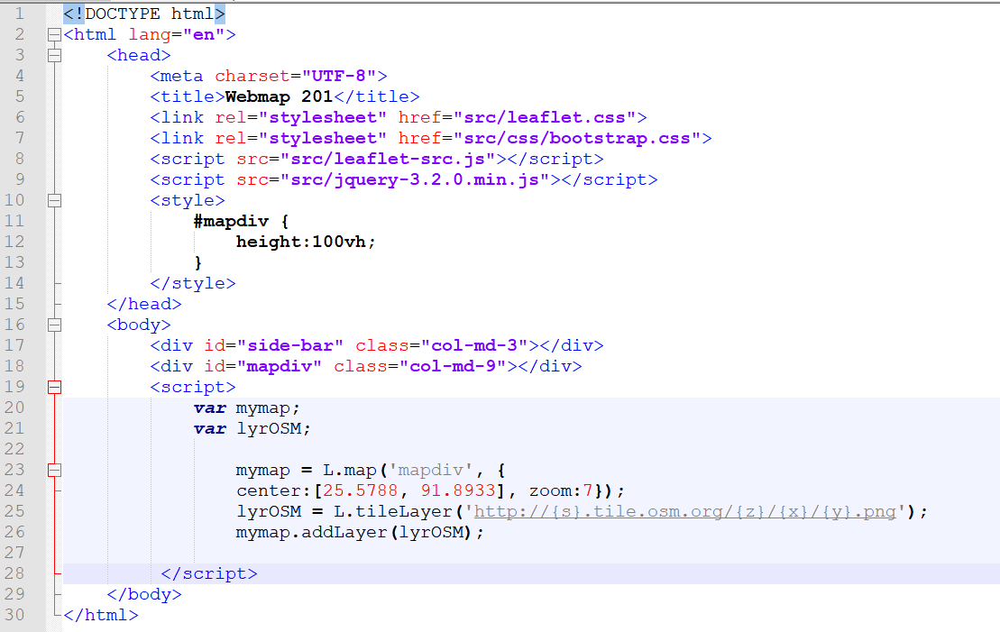 1 <!DOCTYPE html>
2 <html lang="en">
3 <head>
4 <meta charset="UTF-8">
5 <title>Webmap 201</title>
6 <link rel="stylesheet" href="src/leaflet.css">
7 <link rel="stylesheet" href="src/css/bootstrap.css">
8 <script src="src/leaflet-src.js"></script>
9 <script src="src/jquery-3.2.0.min.js"></script>
10 <style>
11 #mapdiv {
12 height:100vh;
13 }
14 </style>
15 </head>
16 <body>
17 <div id="side-bar" class="col-md-3"></div>
18 <div id="mapdiv" class="col-md-9"></div>
19 <script>
20 var mymap;
21 var lyrOSM;
22
23 mymap = L.map('mapdiv', {
24 center:[25.5788, 91.8933], zoom:7});
25 lyrOSM = L.tileLayer('http://{s}.tile.osm.org/{z}/{x}/{y}.png');
26 mymap.addLayer(lyrOSM);
27
28 </script>
29 </body>
30 </html>